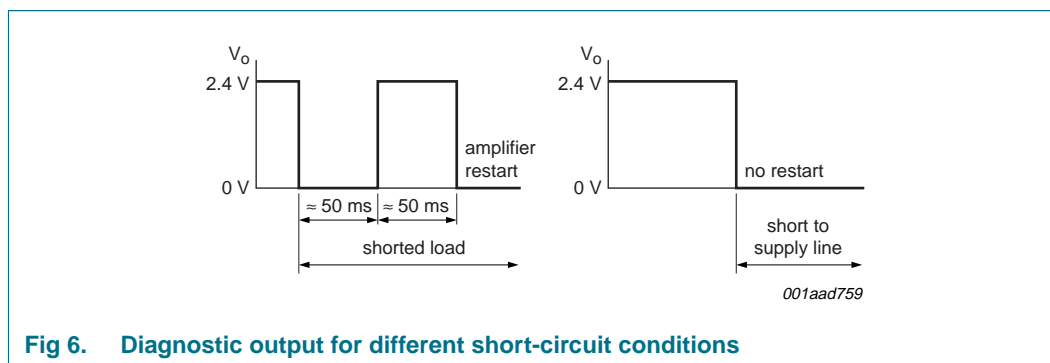 Vo
2.4 V
0 V
amplifier
restart
≈ 50 ms
≈ 50 ms
shorted load
Vo
2.4 V
0 V
no restart
short to
supply line
001aad759
Fig 6. Diagnostic output for different short-circuit conditions